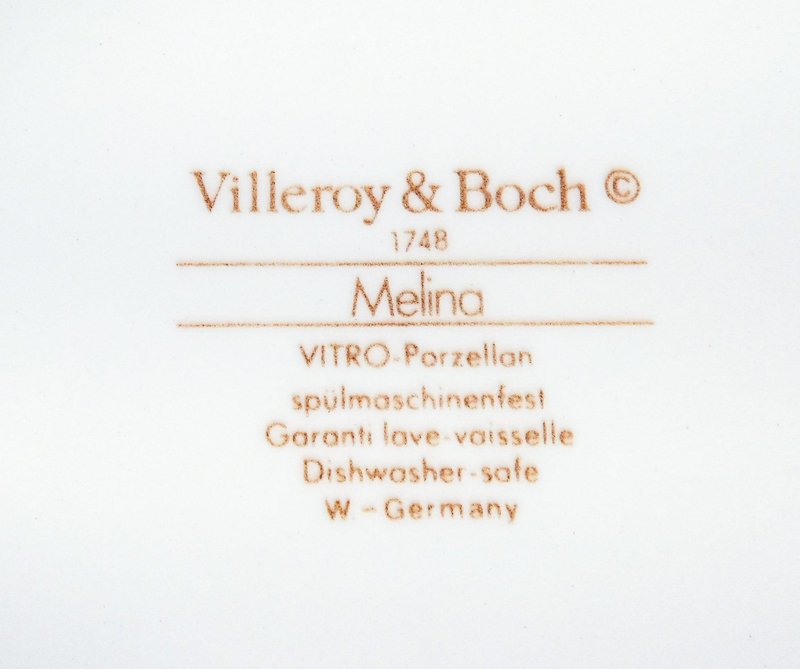 Villeroy & Boch ©
1748
Melina
VITRO-Porzellan
spülmaschinenfest
Garanti lave-vaisselle
Dishwasher-safe
W - Germany